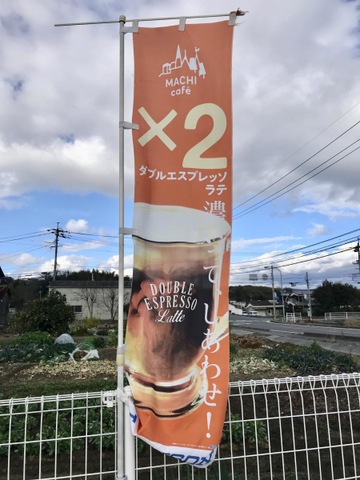 MACHI
café
×2
ダブルエスプレッソ
ラテ
DOUBLE
ESPRESSO
Latte
濃
て、しあわせ！